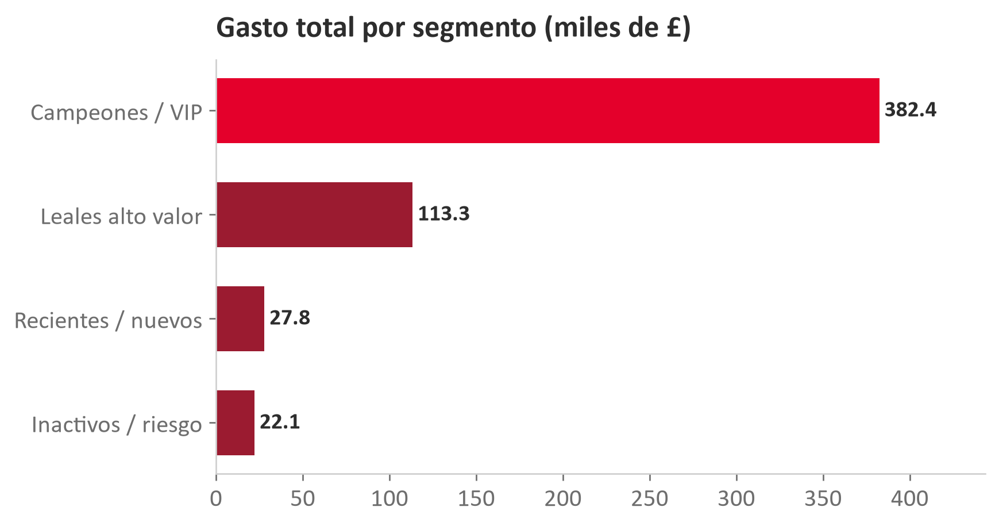 Gasto total por segmento (miles de £)
Campeones / VIP
382.4
Leales alto valor
113.3
Recientes / nuevos
27.8
Inactivos / riesgo
22.1
0 50 100 150 200 250 300 350 400